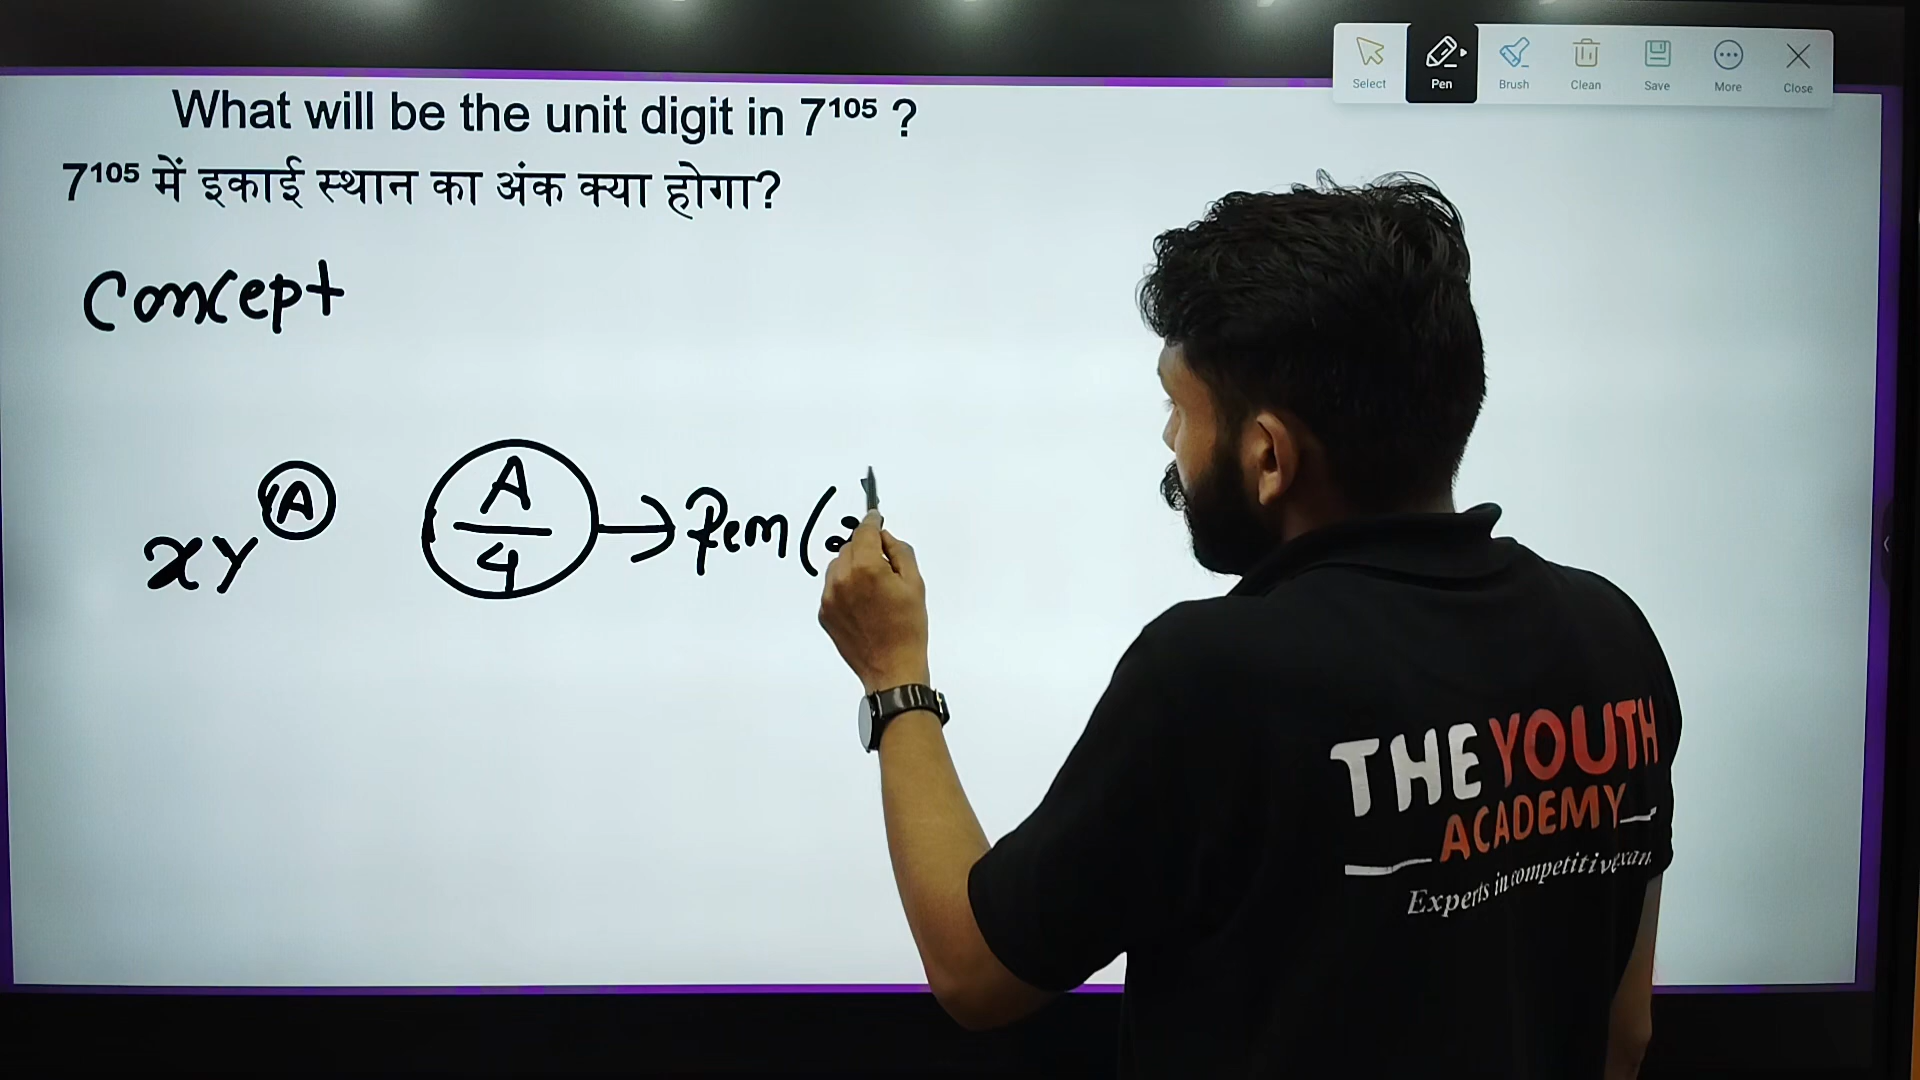 Select Pen Brush Clean Save More Close
What will be the unit digit in 7¹⁰⁵ ?
7¹⁰⁵ में इकाई स्थान का अंक क्या होगा?
Concept
A
A
xy → Rem (
4
THE YOUTH
ACADEMY
Experts in competitive exam